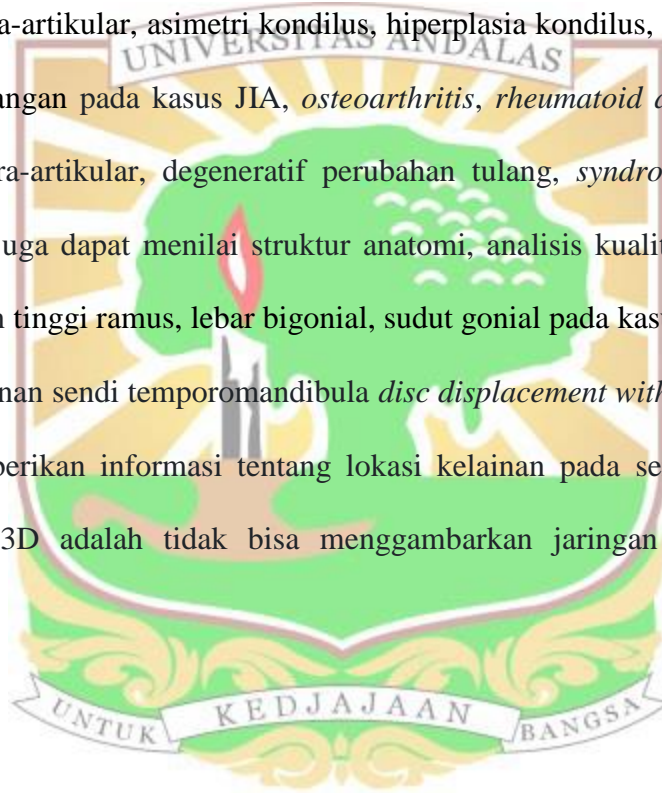 a-artikular, asimetri kondilus, hiperplasia kondilus,
UNIVERSITAS ANDALAS
angan pada kasus JIA, osteoarthritis, rheumatoid
ra-artikular, degeneratif perubahan tulang, syndro
uga dapat menilai struktur anatomi, analisis kualit
tinggi ramus, lebar bigonial, sudut gonial pada kasu
nan sendi temporomandibula disc displacement with
perikan informasi tentang lokasi kelainan pada se
3D adalah tidak bisa menggambarkan jaringan
UNTUK KEDJAJAAN BANGSA